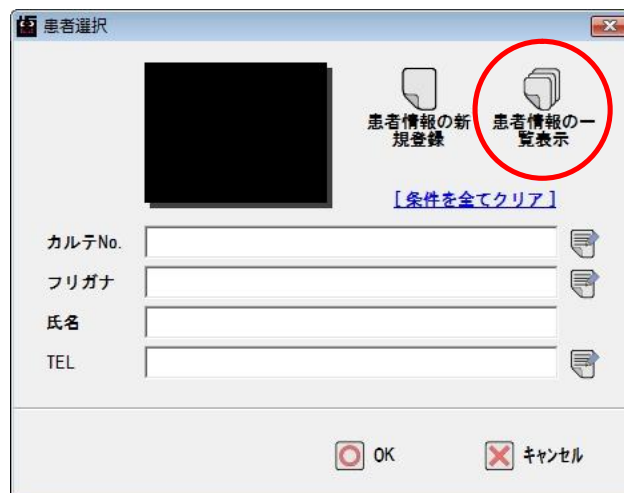 患者選択
患者情報の新
規登録
患者情報の一
覧表示
[条件を全てクリア]
カルテNo.
フリガナ
氏名
TEL
OK
キャンセル